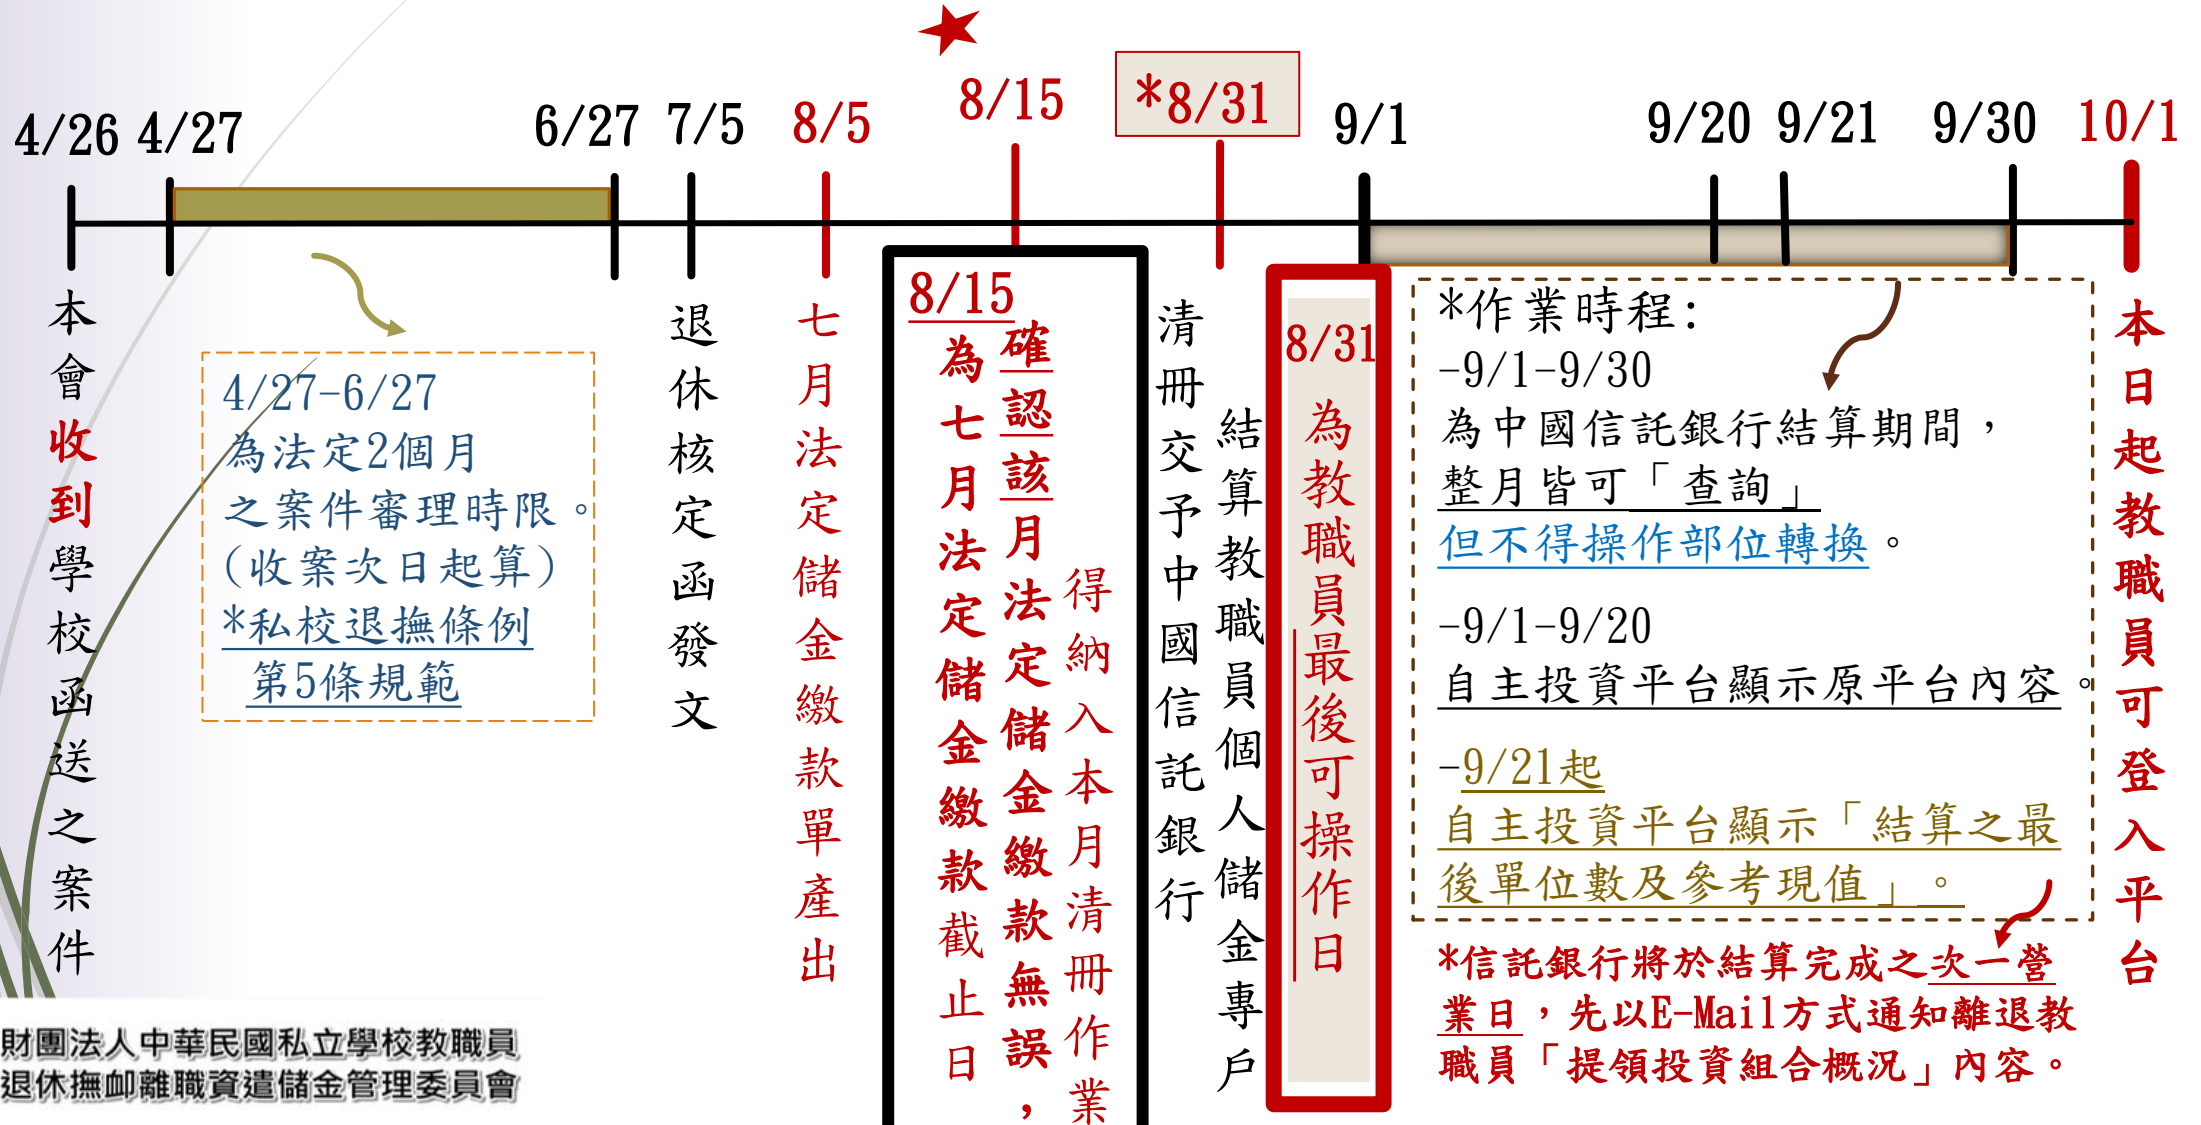 4/26
4/27
6/27
7/5
8/5
8/15
*8/31
9/1
9/20
9/21
9/30
10/1
本會收到學校函送之案件
4/27-6/27
為法定2個月
之案件審理時限。
(收案次日起算)
*私校退撫條例
第5條規範
退休核定函發文
七月法定儲金繳款單產出
8/15
為七月法定儲金繳款截止日
確認該月法定儲金繳款無誤，
得納入本月清冊作業
清冊交予中國信託銀行
結算教職員個人儲金專戶
8/31
為教職員最後可操作日
*作業時程:
-9/1-9/30
為中國信託銀行結算期間，
整月皆可「查詢」
但不得操作部位轉換。
-9/1-9/20
自主投資平台顯示原平台內容。
-9/21起
自主投資平台顯示「結算之最
後單位數及參考現值」。
*信託銀行將於結算完成之次一營
業日，先以E-Mail方式通知離退教
職員「提領投資組合概況」內容。
本日起教職員可登入平台
財團法人中華民國私立學校教職員
退休撫卹離職資遣儲金管理委員會